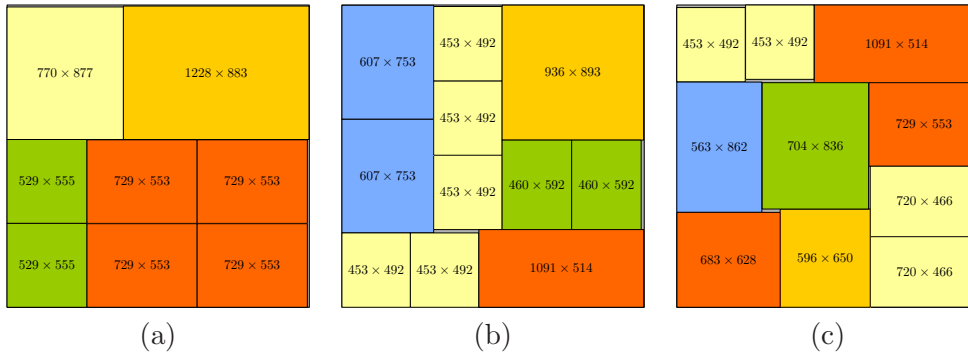 770 × 877
1228 × 883
529 × 555
729 × 553
729 × 553
529 × 555
729 × 553
729 × 553
(a)
607 × 753
453 × 492
936 × 893
453 × 492
607 × 753
453 × 492
460 × 592
460 × 592
453 × 492
453 × 492
1091 × 514
(b)
453 × 492
453 × 492
1091 × 514
563 × 862
704 × 836
729 × 553
720 × 466
683 × 628
596 × 650
720 × 466
(c)